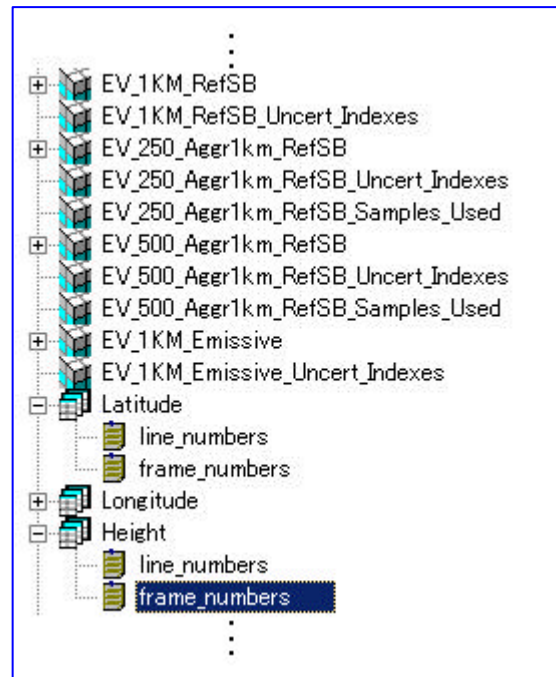 EV_1KM_RefSB
EV_1KM_RefSB_Uncert_Indexes
EV_250_Aggr1km_RefSB
EV_250_Aggr1km_RefSB_Uncert_Indexes
EV_250_Aggr1km_RefSB_Samples_Used
EV_500_Aggr1km_RefSB
EV_500_Aggr1km_RefSB_Uncert_Indexes
EV_500_Aggr1km_RefSB_Samples_Used
EV_1KM_Emissive
EV_1KM_Emissive_Uncert_Indexes
Latitude
line_numbers
frame_numbers
Longitude
Height
line_numbers
frame_numbers